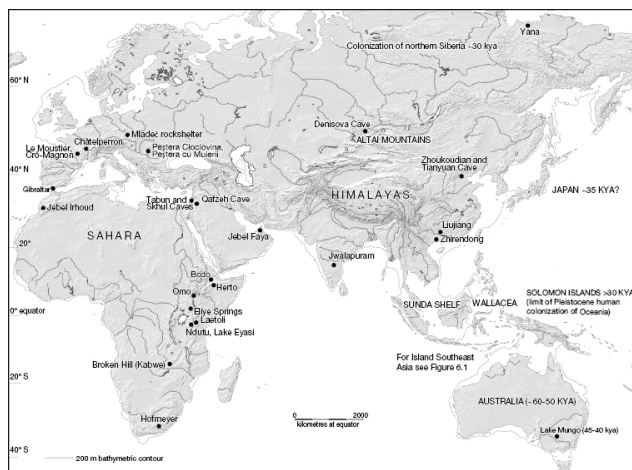 Yana
Colonization of northern Siberia ~30 kya
60° N
Denisova Cave
ALTAI MOUNTAINS
Mladec rockshelter
Châtelperron
Le Moustier,
Cro-Magnon
Peştera Cioclovina,
Peştera cu Muierii
40° N
Zhoukoudian and
Tianyuan Cave
Gibraltar
JAPAN ~35 KYA?
Tabun and
Skhul Caves
Qafzeh Cave
HIMALAYAS
Jebel Irhoud
SAHARA
Jebel Faya
Liujiang
Zhirendong
20°
Jwalapuram
Bodo
Herto
Omo
SUNDA SHELF
WALLACEA
SOLOMON ISLANDS >30 KYA
(limit of Pleistocene human
colonization of Oceania)
0° equator
Eliye Springs
Laetoli
Ndutu, Lake Eyasi
For Island Southeast
Asia see Figure 6.1
Broken Hill (Kabwe)
20° S
AUSTRALIA (~60-50 KYA)
Hofmeyer
0 2000
kilometres at equator
Lake Mungo (45-40 kya)
40° S
200 m bathymetric contour